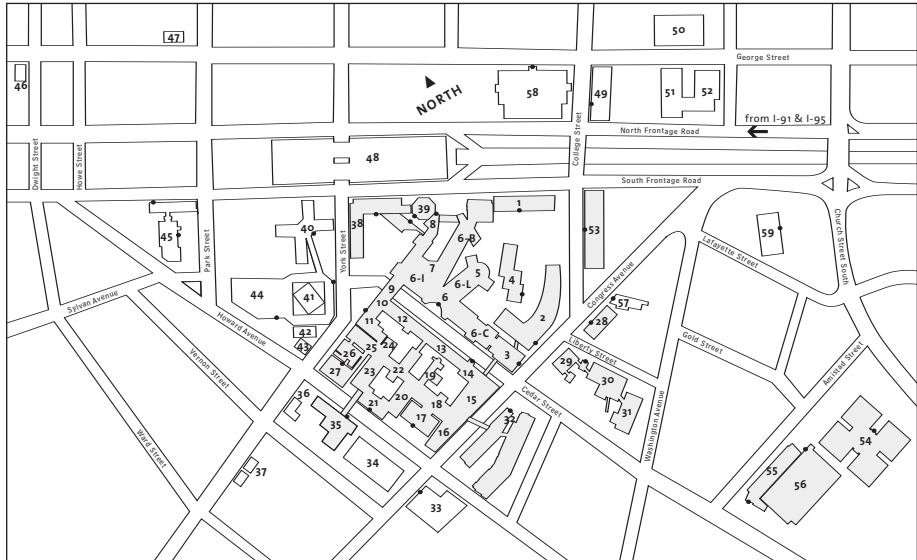 47
50
George Street
46
58
49
51
52
NORTH
from I-91 & I-95
North Frontage Road
Dwight Street
Howe Street
48
College Street
South Frontage Road
1
39
38
8
40
6-B
53
59
45
Park Street
York Street
7
Church Street South
Lafayette Street
6-I
5
4
6-L
Congress Avenue
44
41
9
6
57
Sylvan Avenue
10
2
11
12
28
Howard Avenue
42
6-C
Gold Street
43
25
24
13
3
Liberty Street
26
Vernon Street
27
23
22
19
14
29
30
Amistad Street
36
21
20
18
15
Cedar Street
31
35
17
16
32
Washington Avenue
54
Ward Street
37
34
55
56
33